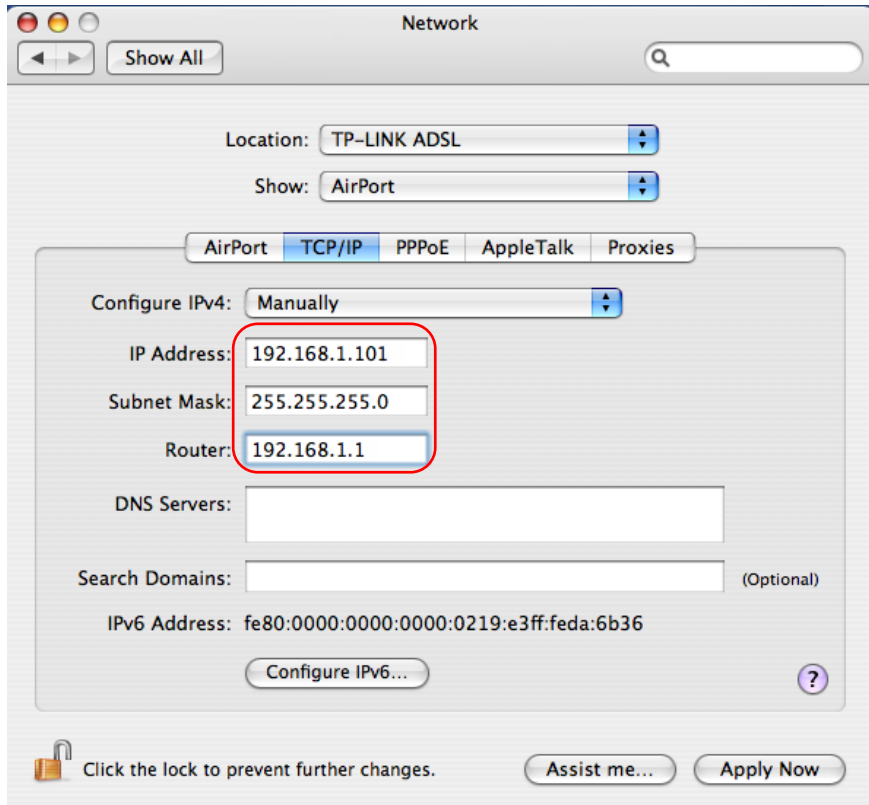 Network
Show All
Location: TP-LINK ADSL
Show: AirPort
AirPort TCP/IP PPPoE AppleTalk Proxies
Configure IPv4: Manually
IP Address: 192.168.1.101
Subnet Mask: 255.255.255.0
Router: 192.168.1.1
DNS Servers:
Search Domains: (Optional)
IPv6 Address: fe80:0000:0000:0000:0219:e3ff:feda:6b36
Configure IPv6...
?
Click the lock to prevent further changes. Assist me... Apply Now